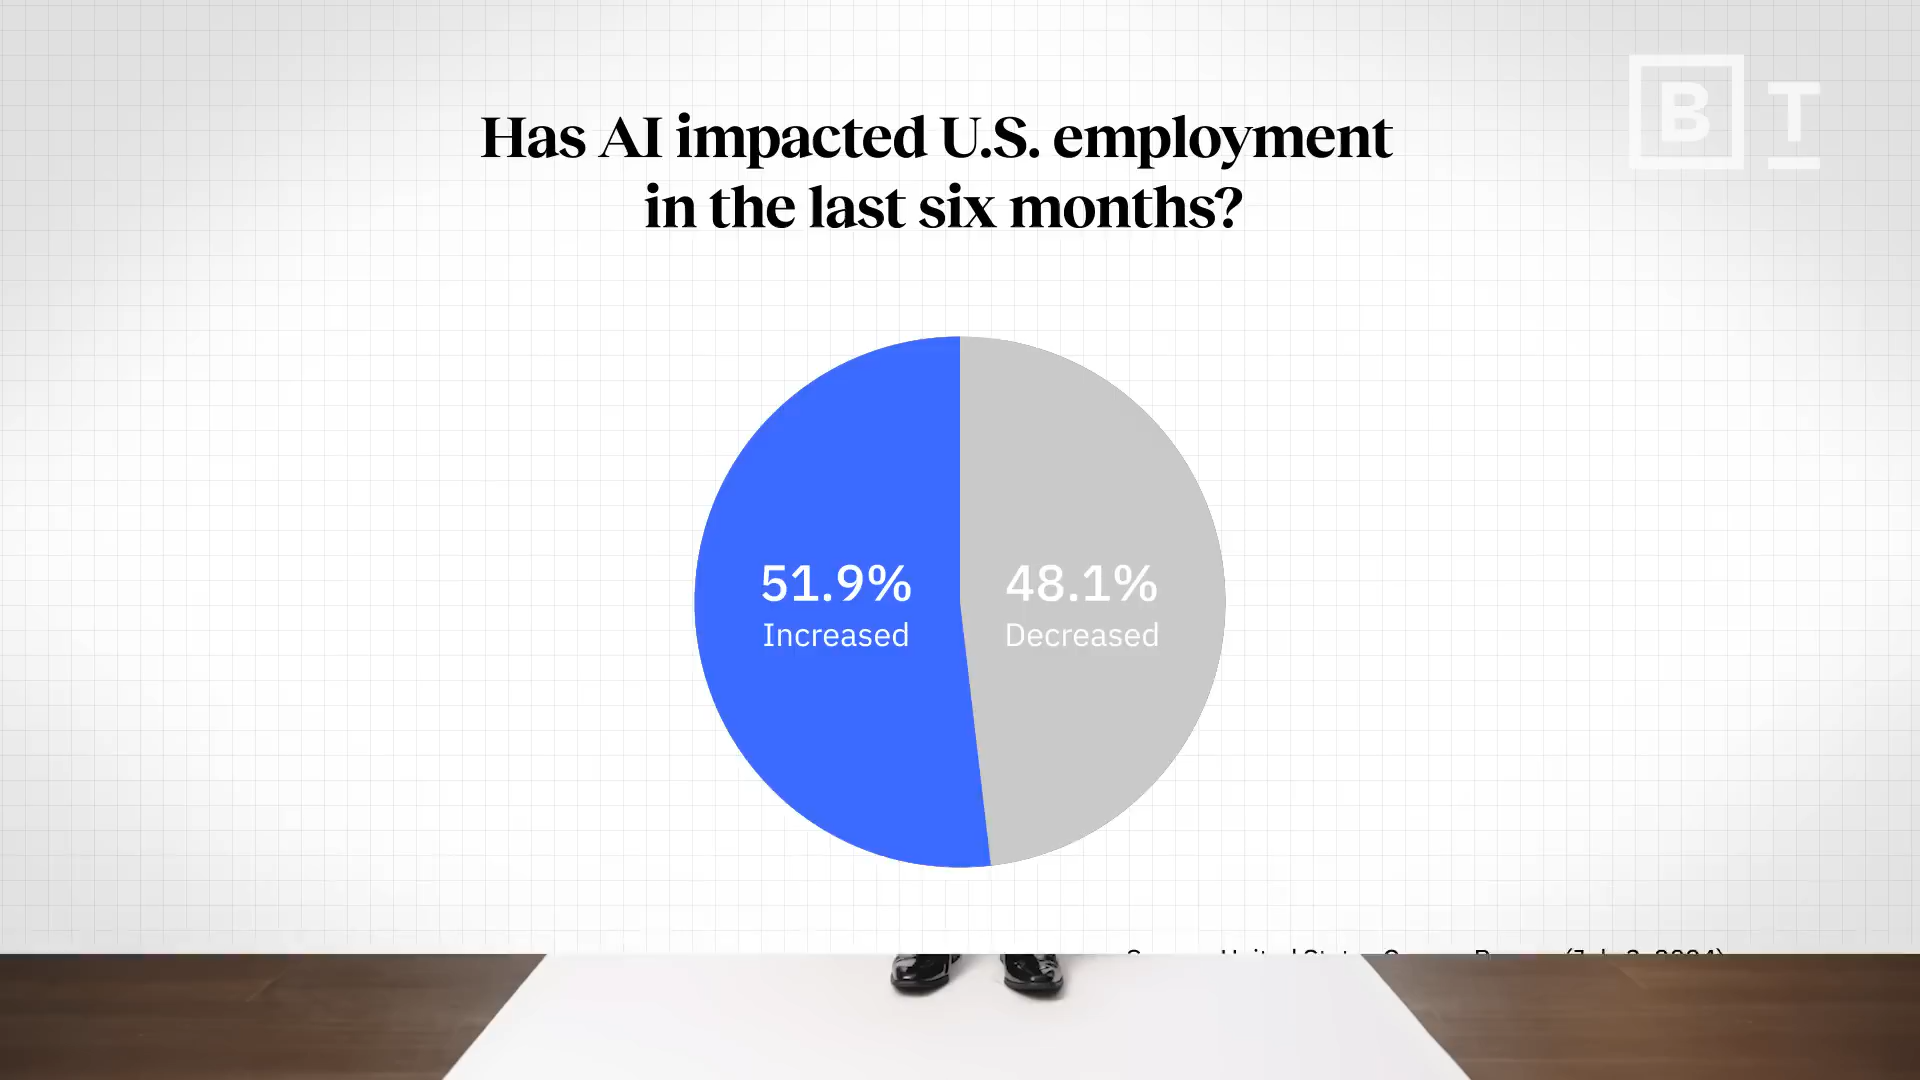 B T
Has AI impacted U.S. employment
in the last six months?
51.9%
Increased
48.1%
Decreased